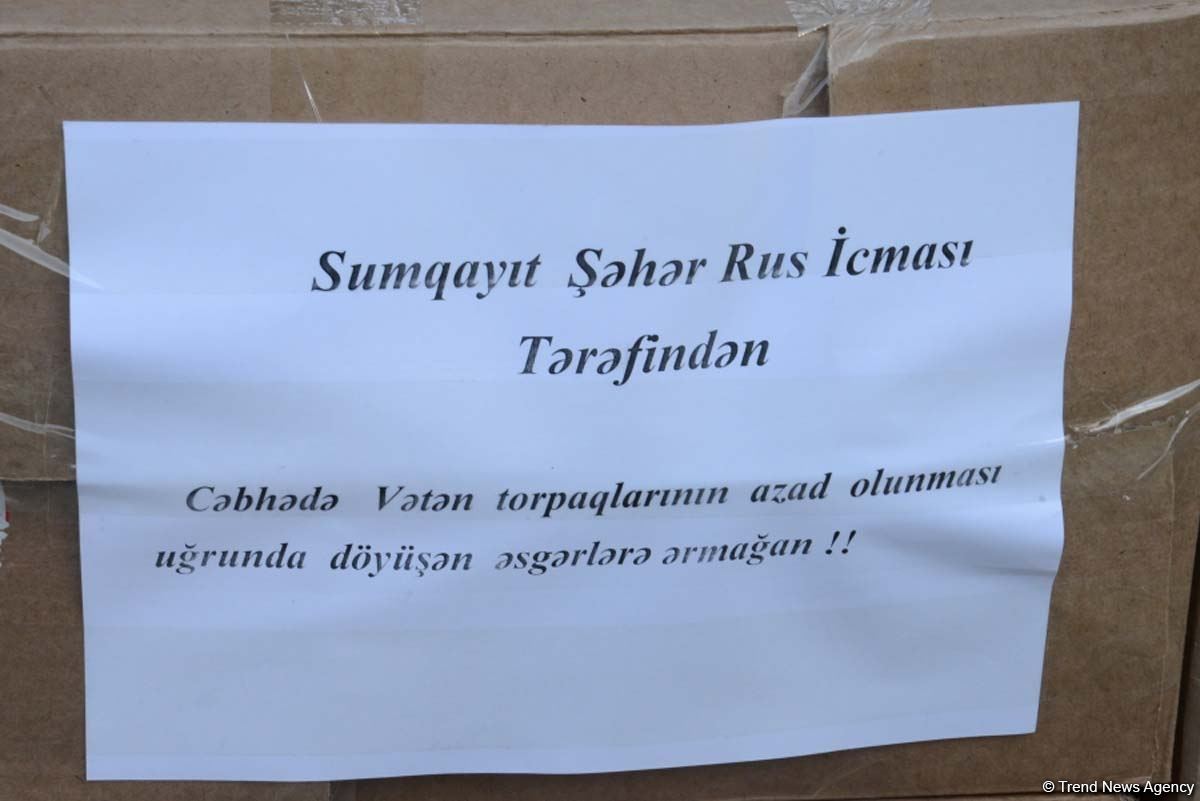 Sumqayıt Şəhər Rus İcması
Tərəfindən
Cəbhədə Vətən torpaqlarının azad olunması
uğrunda döyüşən əsgərlərə ərmağan !!
© Trend News Agency